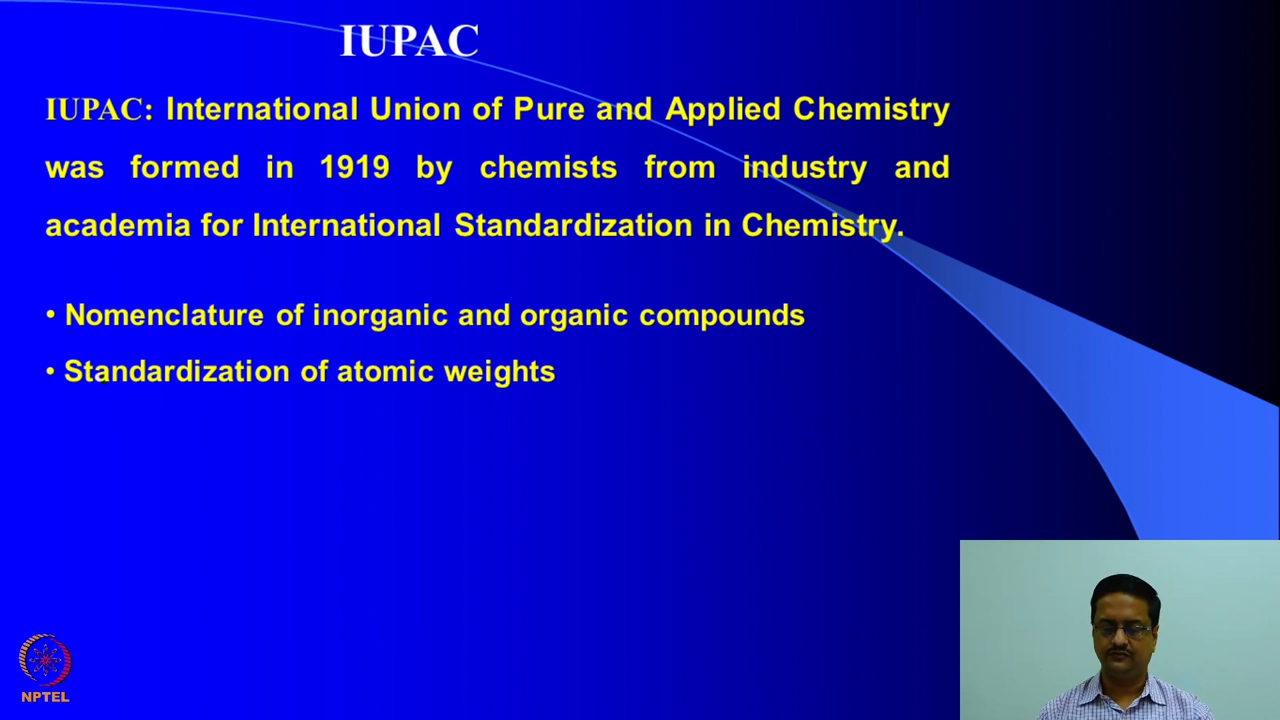 IUPAC
IUPAC: International Union of Pure and Applied Chemistry
was formed in 1919 by chemists from industry and
academia for International Standardization in Chemistry.
• Nomenclature of inorganic and organic compounds
• Standardization of atomic weights
NPTEL